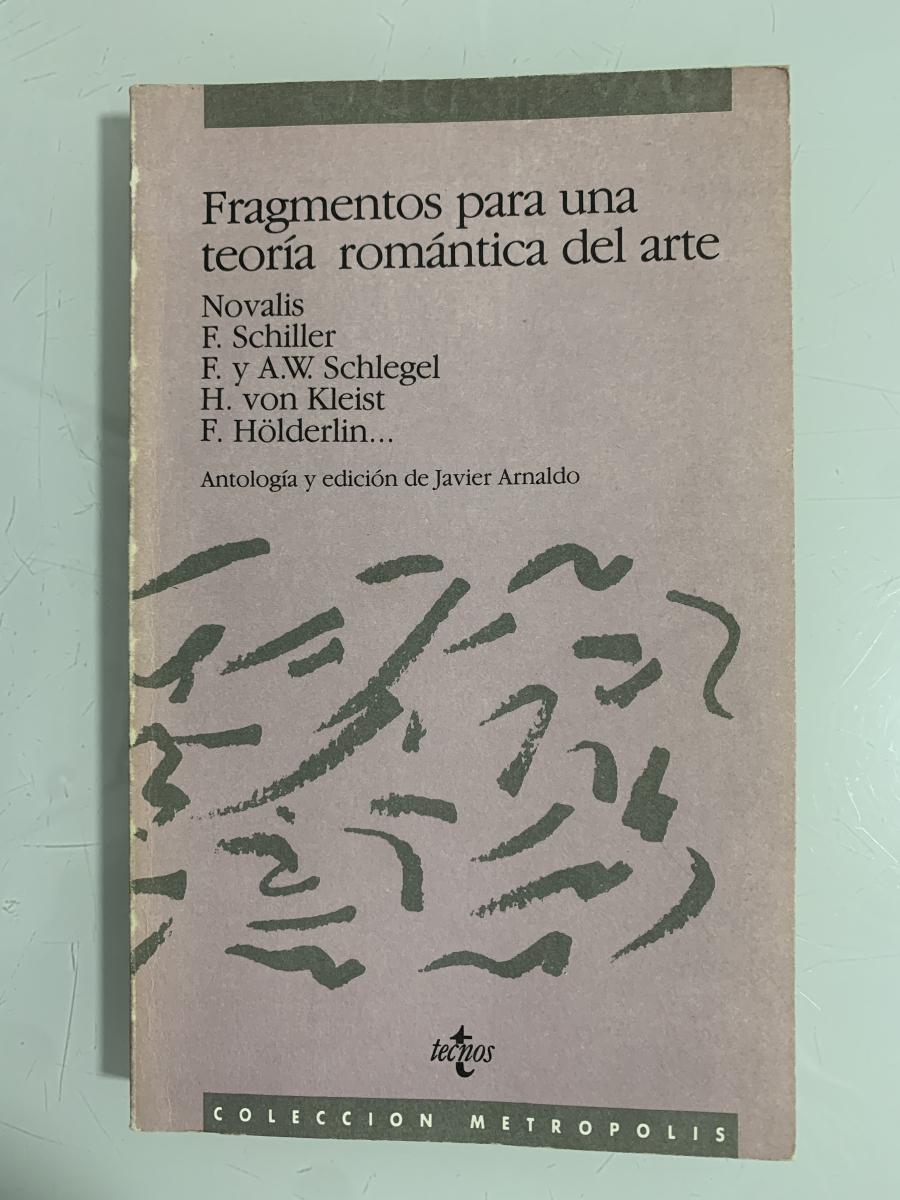 Fragmentos para una
teoría romántica del arte
Novalis
F. Schiller
F. y A.W. Schlegel
H. von Kleist
F. Hölderlin...
Antología y edición de Javier Arnaldo
tecnos
COLECCION METROPOLIS